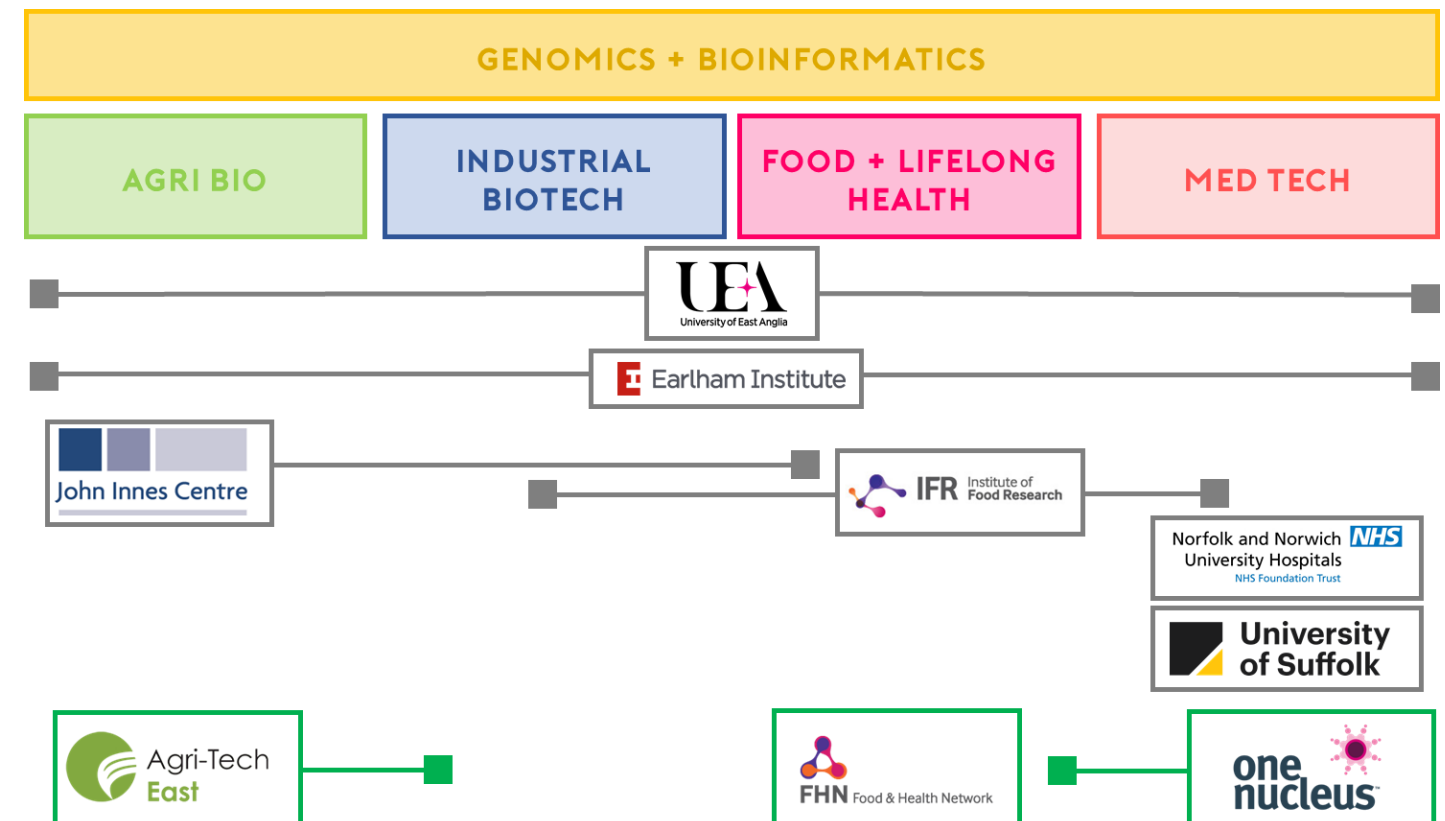 GENOMICS + BIOINFORMATICS
AGRI BIO
INDUSTRIAL
BIOTECH
FOOD + LIFELONG
HEALTH
MED TECH
UEA
University of East Anglia
EI Earlham Institute
John Innes Centre
IFR Institute of
Food Research
Norfolk and Norwich NHS
University Hospitals
NHS Foundation Trust
University
of Suffolk
Agri-Tech
East
FHN Food & Health Network
one
nucleus™